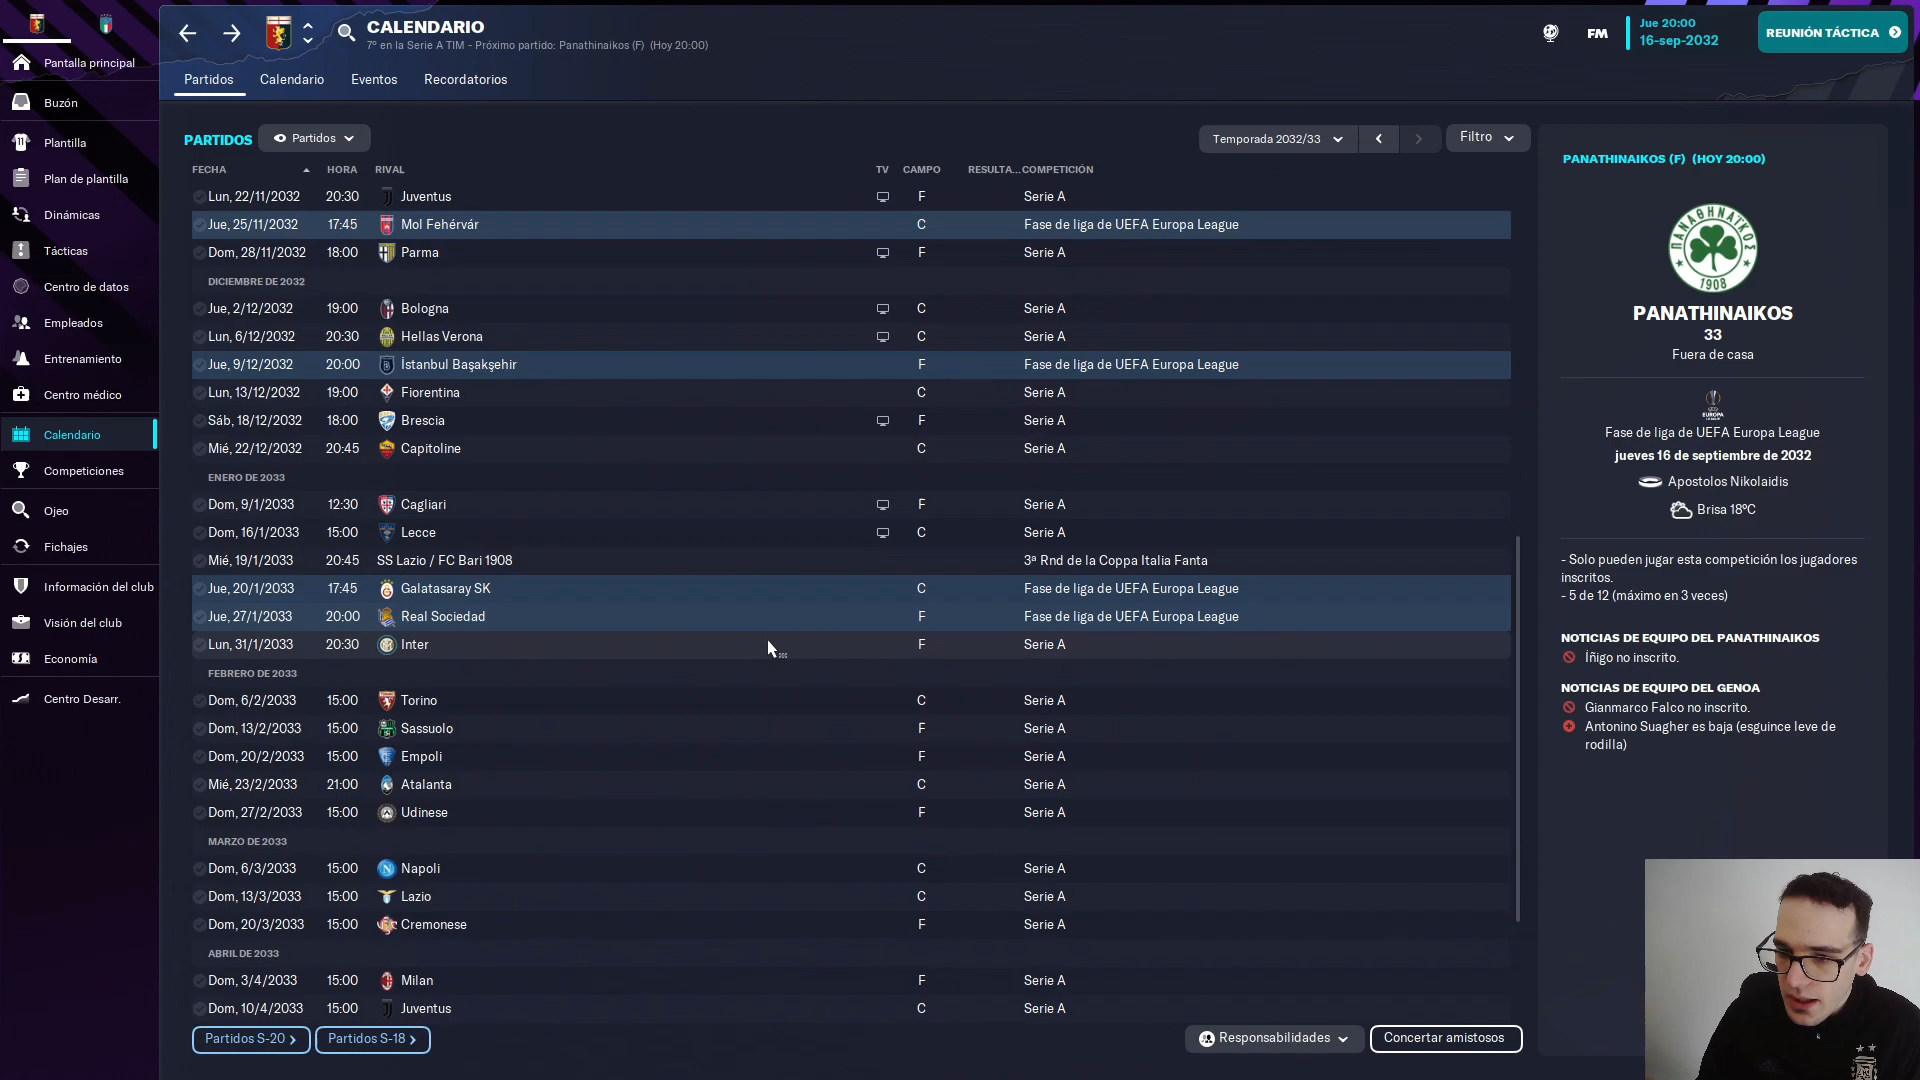 CALENDARIO
7º en la Serie A TIM - Próximo partido: Panathinaikos (F) (Hoy 20:00)
FM
Jue 20:00
16-sep-2032
REUNIÓN TÁCTICA
Pantalla principal
Buzón
Plantilla
Plan de plantilla
Dinámicas
Tácticas
Centro de datos
Empleados
Entrenamiento
Centro médico
Calendario
Competiciones
Ojeo
Fichajes
Información del club
Visión del club
Economía
Centro Desarr.
Partidos Calendario Eventos Recordatorios
PARTIDOS Partidos Temporada 2032/33 Filtro
FECHA HORA RIVAL TV CAMPO RESULTA... COMPETICIÓN
Lun, 22/11/2032 20:30 Juventus F Serie A
Jue, 25/11/2032 17:45 Mol Fehérvár C Fase de liga de UEFA Europa League
Dom, 28/11/2032 18:00 Parma F Serie A
DICIEMBRE DE 2032
Jue, 2/12/2032 19:00 Bologna C Serie A
Lun, 6/12/2032 20:30 Hellas Verona C Serie A
Jue, 9/12/2032 20:00 İstanbul Başakşehir F Fase de liga de UEFA Europa League
Lun, 13/12/2032 19:00 Fiorentina C Serie A
Sáb, 18/12/2032 18:00 Brescia F Serie A
Mié, 22/12/2032 20:45 Capitoline C Serie A
ENERO DE 2033
Dom, 9/1/2033 12:30 Cagliari F Serie A
Dom, 16/1/2033 15:00 Lecce C Serie A
Mié, 19/1/2033 20:45 SS Lazio / FC Bari 1908 3ª Rnd de la Coppa Italia Fanta
Jue, 20/1/2033 17:45 Galatasaray SK C Fase de liga de UEFA Europa League
Jue, 27/1/2033 20:00 Real Sociedad F Fase de liga de UEFA Europa League
Lun, 31/1/2033 20:30 Inter F Serie A
FEBRERO DE 2033
Dom, 6/2/2033 15:00 Torino C Serie A
Dom, 13/2/2033 15:00 Sassuolo F Serie A
Dom, 20/2/2033 15:00 Empoli F Serie A
Mié, 23/2/2033 21:00 Atalanta C Serie A
Dom, 27/2/2033 15:00 Udinese F Serie A
MARZO DE 2033
Dom, 6/3/2033 15:00 Napoli C Serie A
Dom, 13/3/2033 15:00 Lazio C Serie A
Dom, 20/3/2033 15:00 Cremonese F Serie A
ABRIL DE 2033
Dom, 3/4/2033 15:00 Milan F Serie A
Dom, 10/4/2033 15:00 Juventus C Serie A
Partidos S-20 Partidos S-18 Responsabilidades Concertar amistosos
PANATHINAIKOS (F) (HOY 20:00)
ΠΑΝΑΘΗΝΑΪΚΟΣ
1908
PANATHINAIKOS
33
Fuera de casa
EUROPA
Fase de liga de UEFA Europa League
jueves 16 de septiembre de 2032
Apostolos Nikolaidis
Brisa 18ºC
- Solo pueden jugar esta competición los jugadores
inscritos.
- 5 de 12 (máximo en 3 veces)
NOTICIAS DE EQUIPO DEL PANATHINAIKOS
Íñigo no inscrito.
NOTICIAS DE EQUIPO DEL GENOA
Gianmarco Falco no inscrito.
Antonino Suagher es baja (esguince leve de
rodilla)